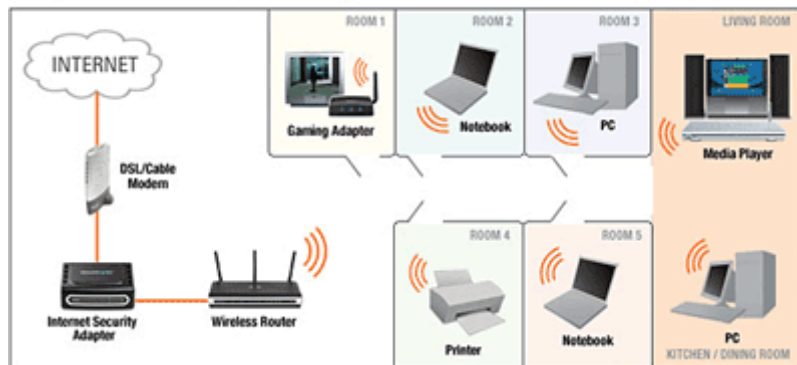 INTERNET
DSL/Cable
Modem
Internet Security
Adapter
Wireless Router
ROOM 1
Gaming Adapter
ROOM 2
Notebook
ROOM 3
PC
LIVING ROOM
Media Player
ROOM 4
Printer
ROOM 5
Notebook
PC
KITCHEN / DINING ROOM